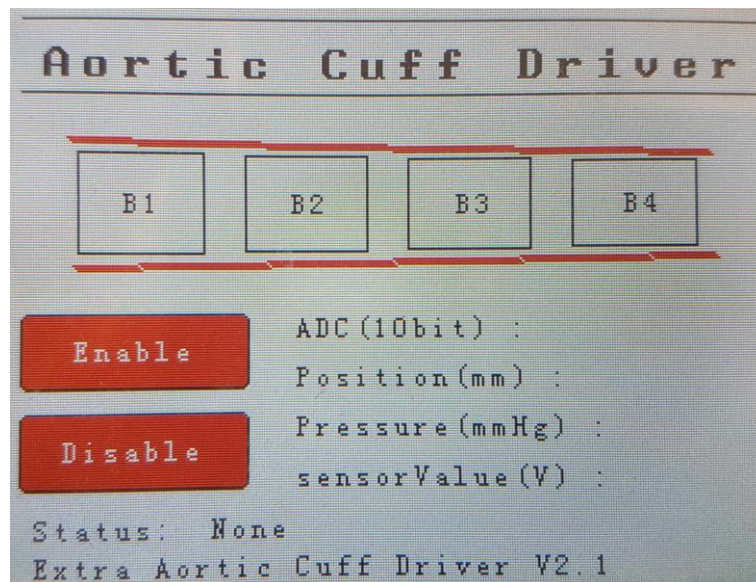 Aortic Cuff Driver
B1 B2 B3 B4
Enable
ADC(10bit) :
Position(mm) :
Disable
Pressure(mmHg) :
sensorValue(V) :
Status: None
Extra Aortic Cuff Driver V2.1